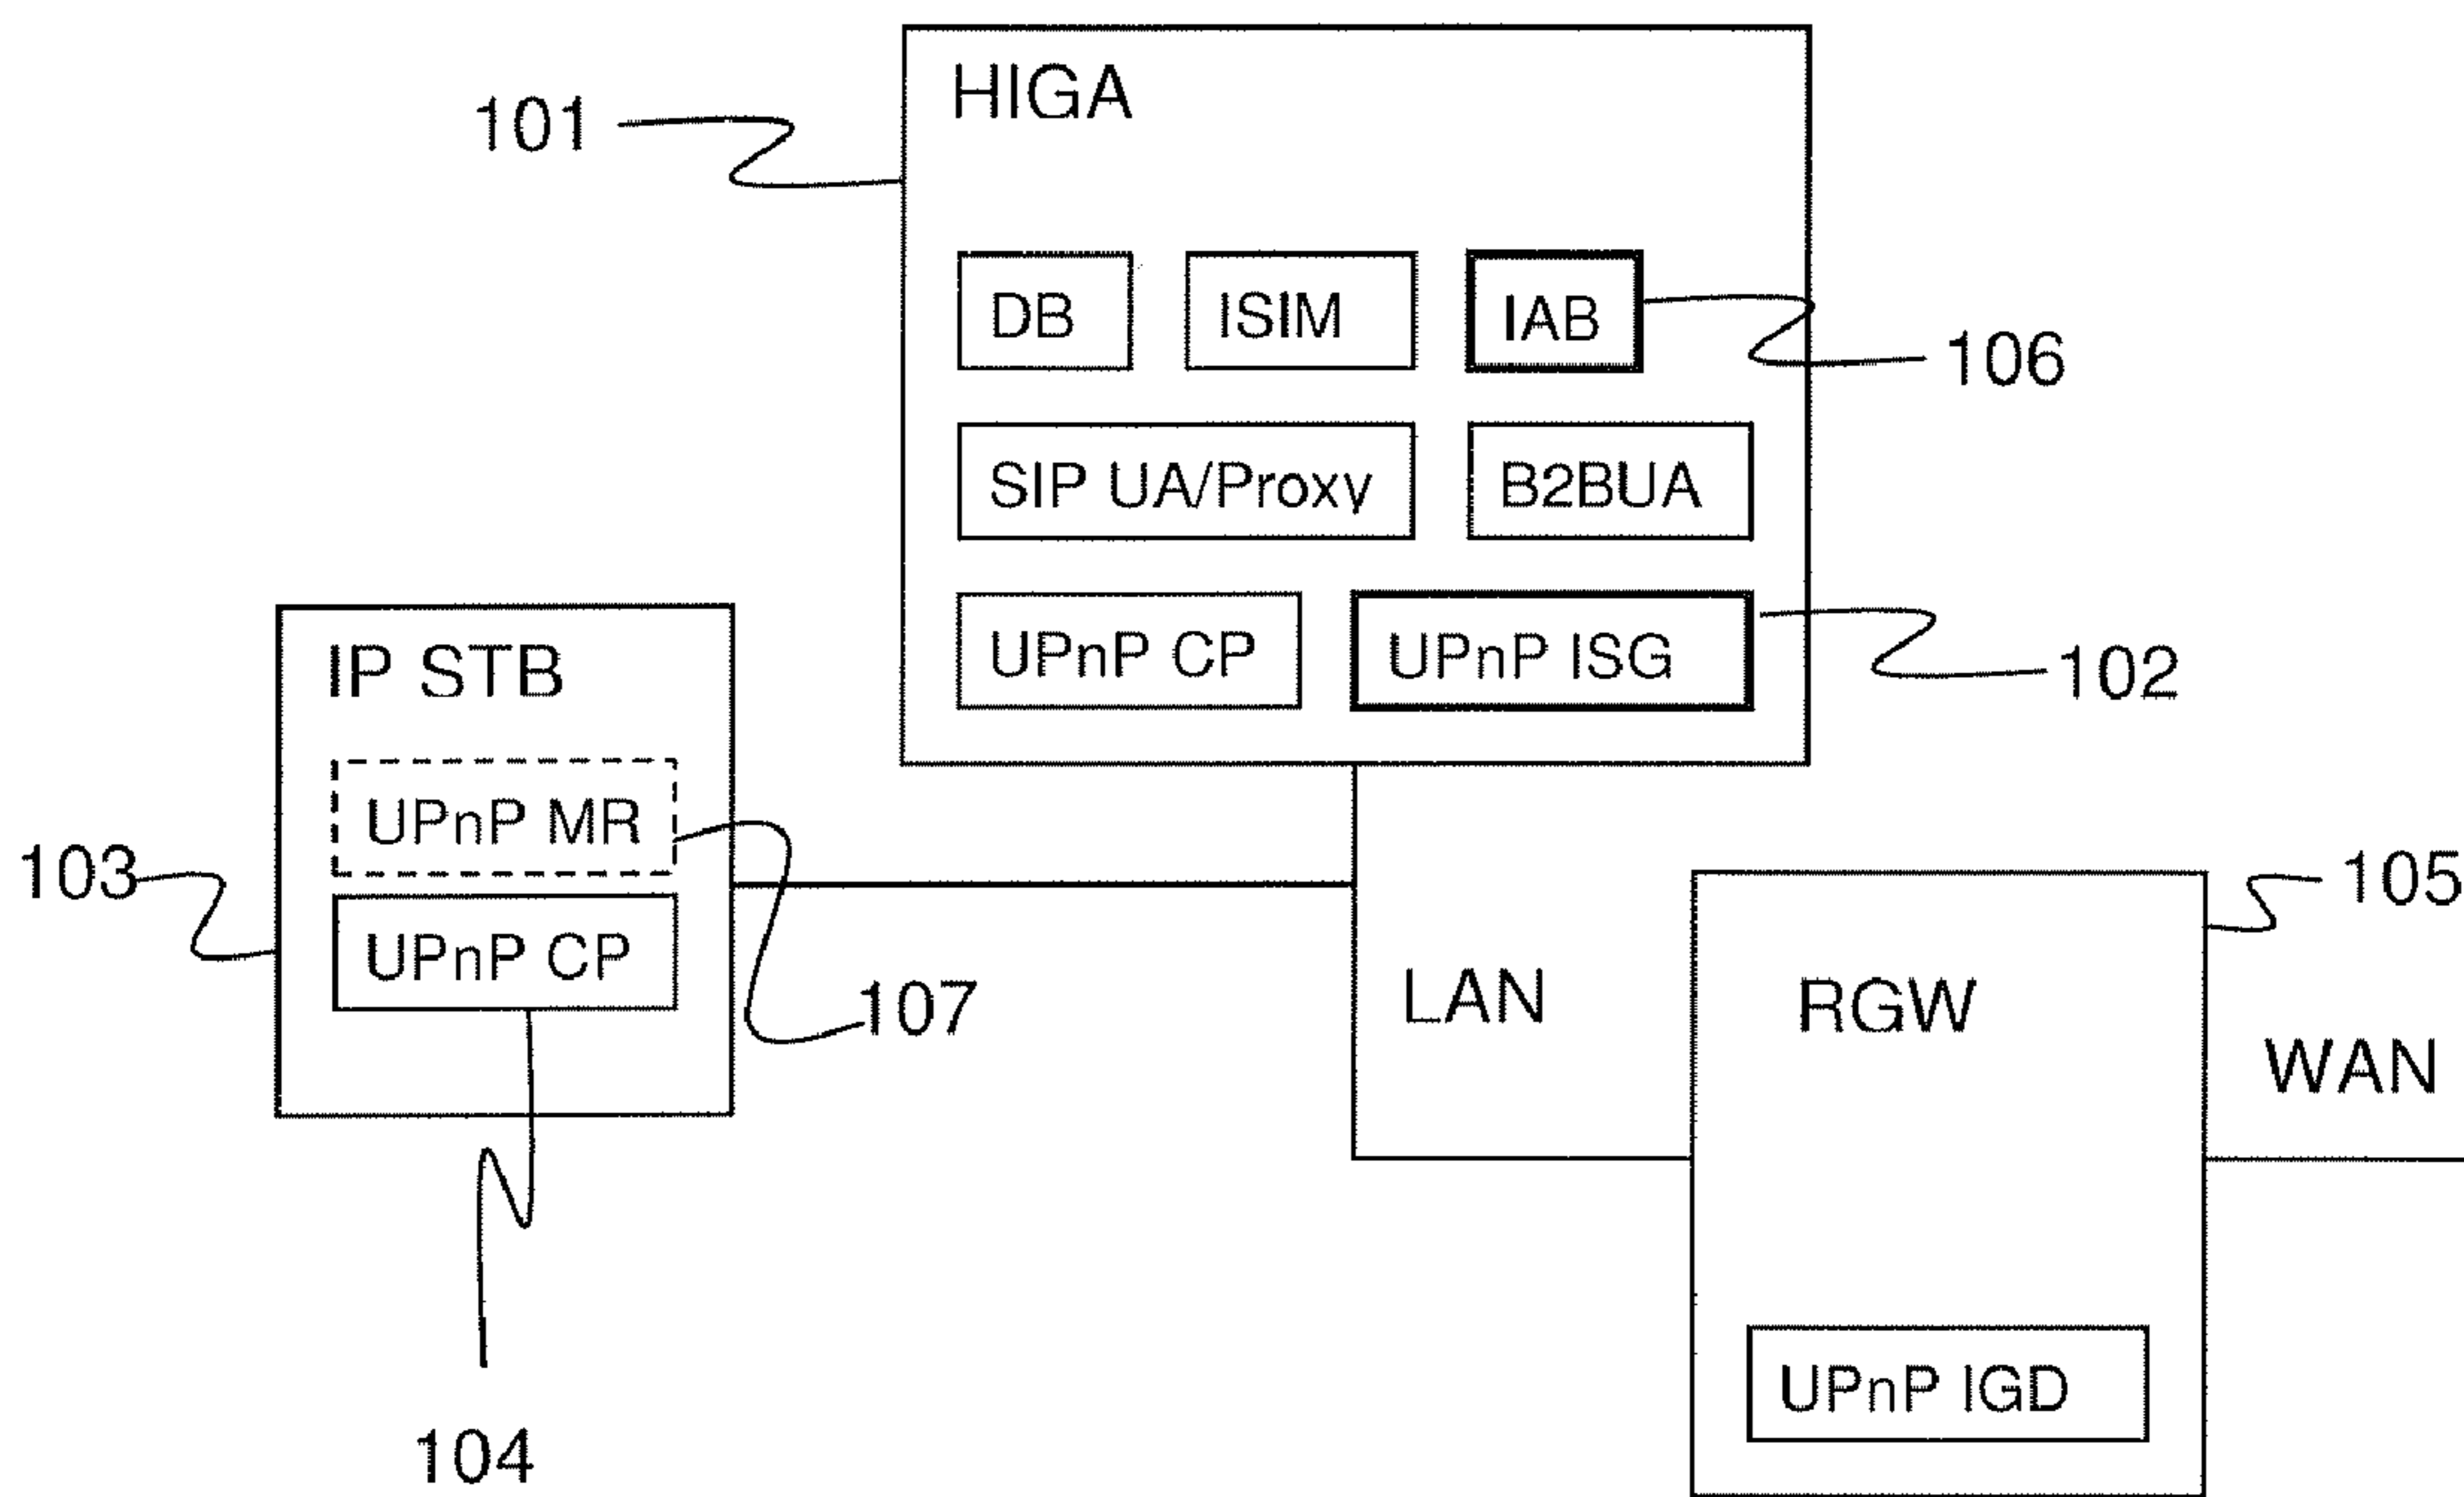 HIGA
101
DB
ISIM
IAB
106
SIP UA/Proxy
B2BUA
UPnP CP
UPnP ISG
102
IP STB
UPnP MR
103
UPnP CP
107
104
LAN
RGW
105
WAN
UPnP IGD